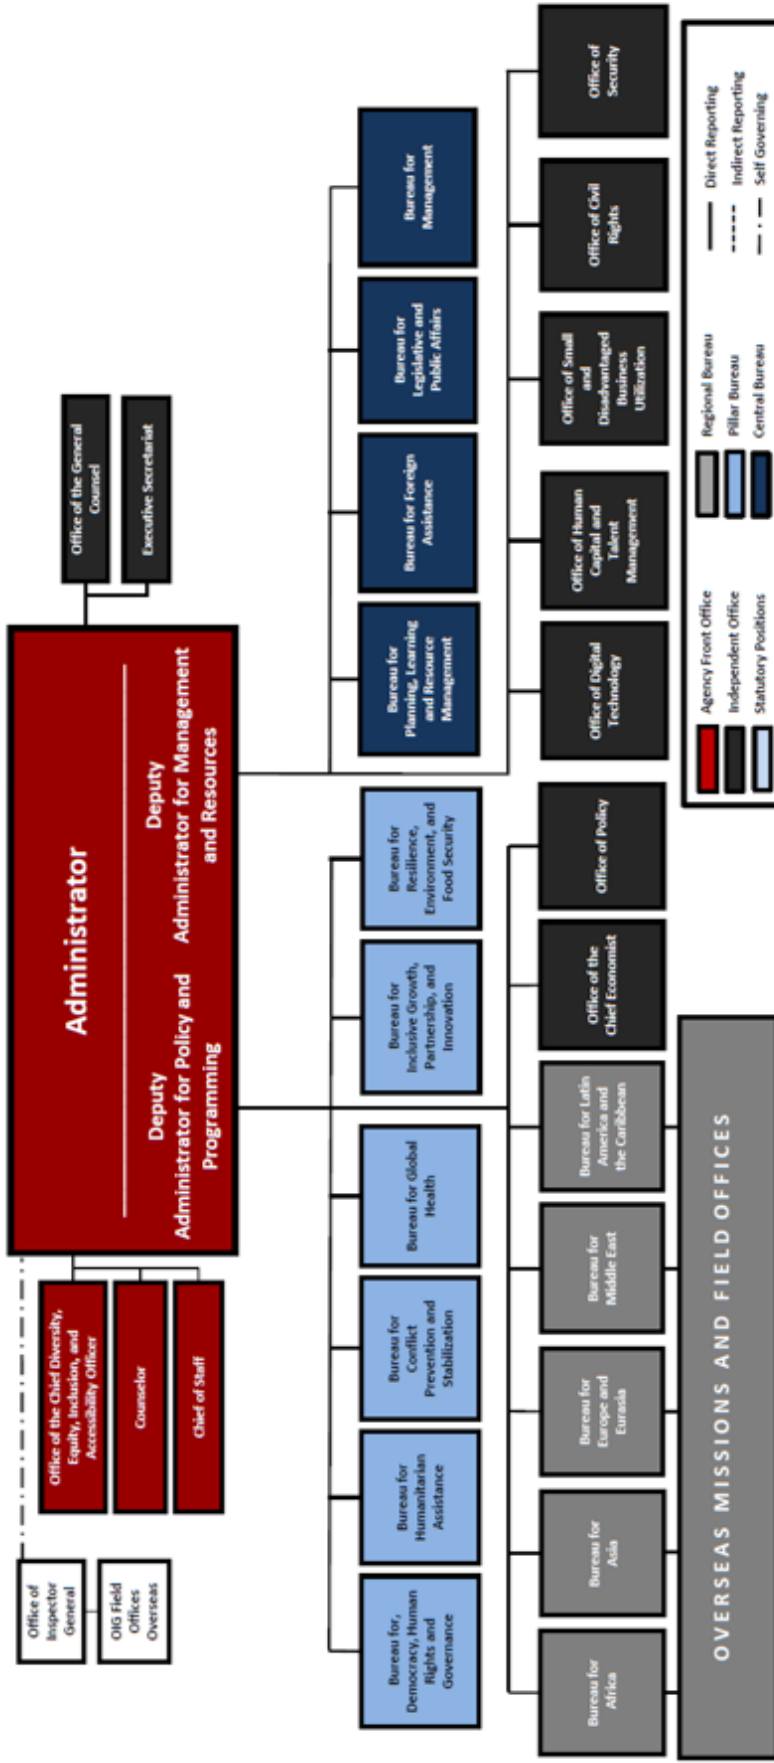 Administrator
Deputy
Administrator for Policy and
Programming
Deputy
Administrator for Management
and Resources
Office of
Inspector
General
OIG Field
Offices
Overseas
Office of the Chief Diversity,
Equity, Inclusion, and
Accessibility Officer
Counselor
Chief of Staff
Office of the General
Counsel
Executive Secretariat
Bureau for,
Democracy, Human
Rights and
Governance
Bureau for
Humanitarian
Assistance
Bureau for
Conflict
Prevention and
Stabilization
Bureau for Global
Health
Bureau for
Inclusive Growth,
Partnership, and
Innovation
Bureau for
Resilience,
Environment, and
Food Security
Bureau for
Planning, Learning
and Resource
Management
Bureau for Foreign
Assistance
Bureau for
Legislative and
Public Affairs
Bureau for
Management
Bureau for
Africa
Bureau for
Asia
Bureau for
Europe and
Eurasia
Bureau for
Middle East
Bureau for Latin
America and
the Caribbean
Office of the
Chief Economist
Office of Policy
Office of Digital
Technology
Office of Human
Capital and
Talent
Management
Office of Small
and
Disadvantaged
Business
Utilization
Office of Civil
Rights
Office of
Security
OVERSEAS MISSIONS AND FIELD OFFICES
Agency Front Office
Independent Office
Statutory Positions
Regional Bureau
Pillar Bureau
Central Bureau
Direct Reporting
Indirect Reporting
Self Governing